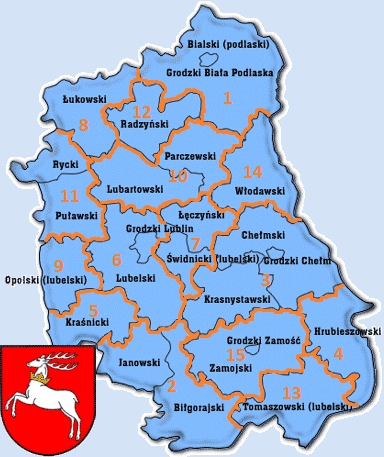 Bialski (podlaski)
Grodzki Biała Podlaska
Łukowski
1
12
Radzyński
8
Parczewski
Rycki
14
10
Lubartowski
Włodawski
11
Puławski
Łęczyński
Grodzki Lublin
Chełmski
7
9
6
Świdnicki (lubelski)
Grodzki Chełm
Opolski (lubelski)
Lubelski
3
Krasnystawski
5
Kraśnicki
Hrubieszowski
Grodzki Zamość
15
4
Janowski
Zamojski
2
13
Biłgorajski
Tomaszowski (lubelski)